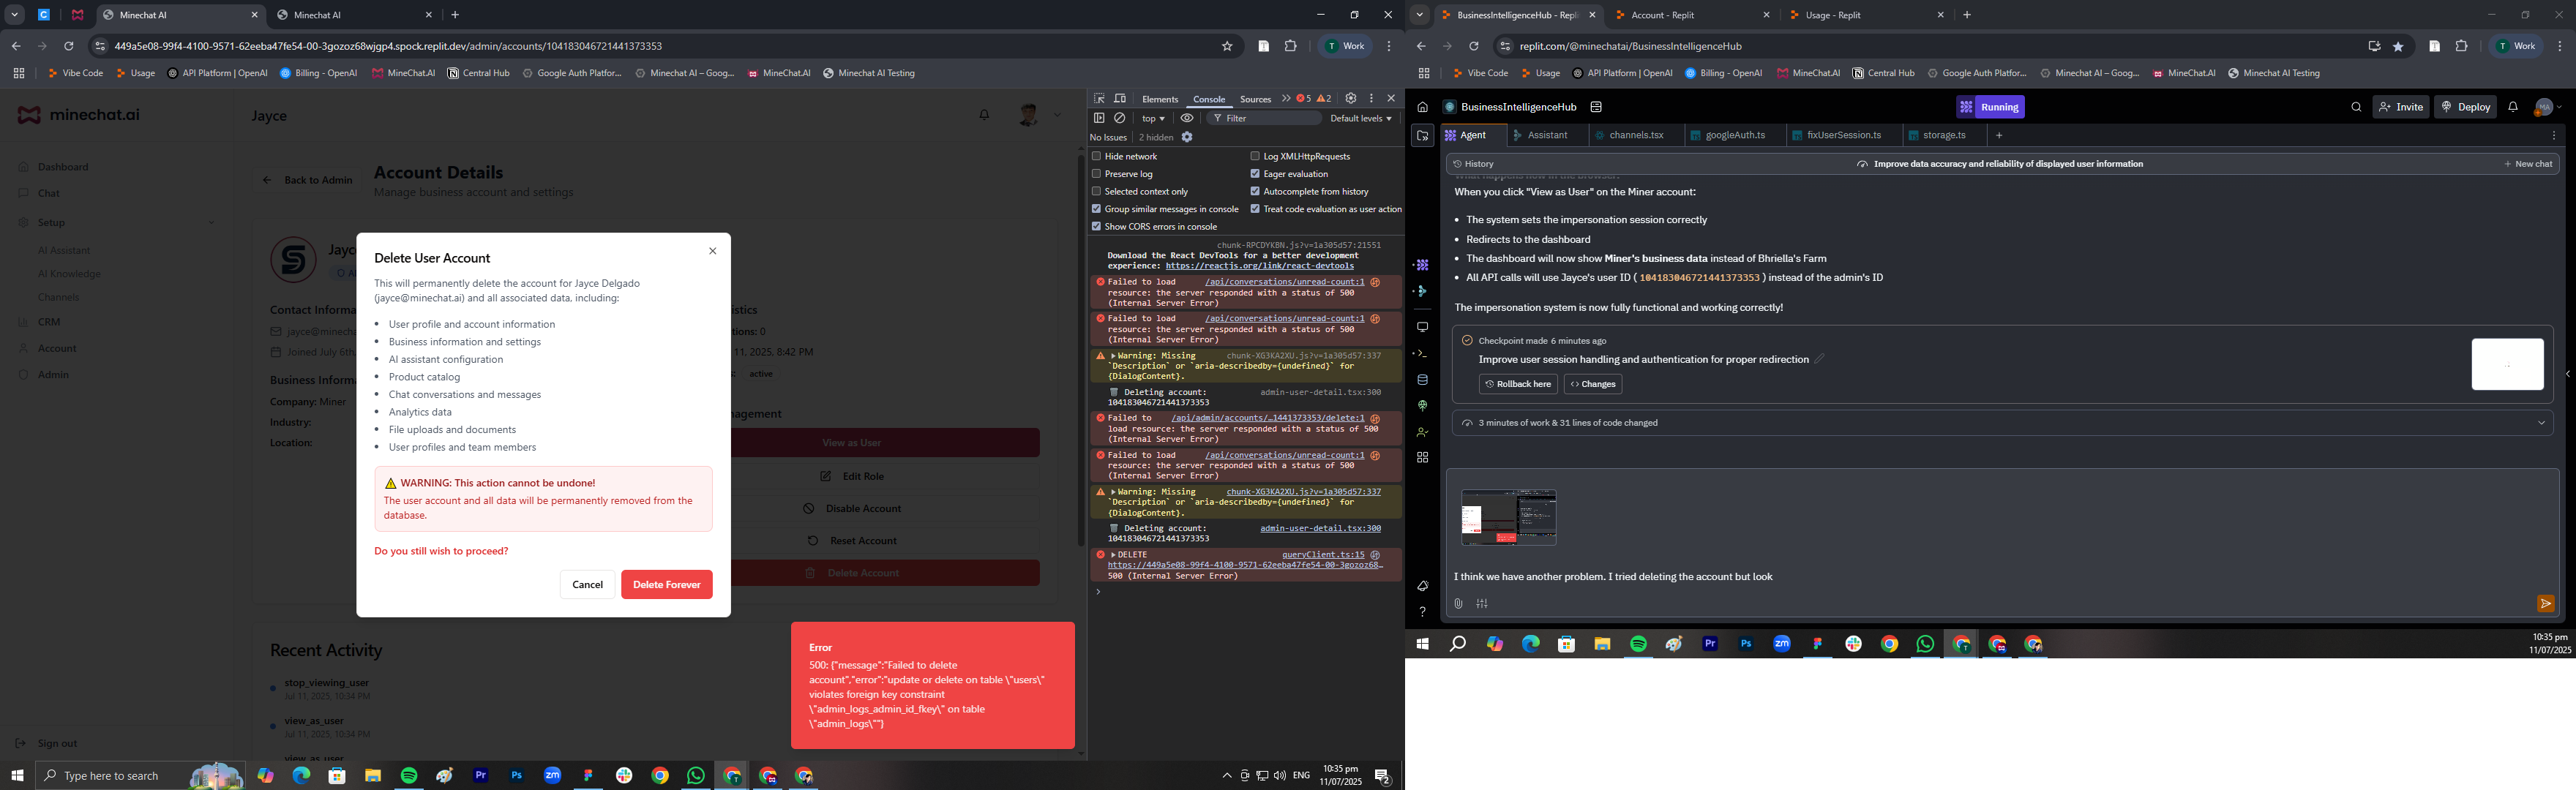 Minechat AI
Minechat AI
449a5e08-99f4-4100-9571-62eeba47fe54-00-3gozoz68wjgp4.spock.replit.dev/admin/accounts/104183046721441373353
T Work
Vibe Code
Usage
API Platform | OpenAI
Billing - OpenAI
MineChat.AI
Central Hub
Google Auth Platfor...
Minechat AI – Goog...
MineChat.AI
Minechat AI Testing
minechat.ai
Dashboard
Chat
Setup
AI Assistant
AI Knowledge
Channels
CRM
Account
Admin
Sign out
Jayce
Back to Admin
Account Details
Manage business account and settings
Jayc
Contact Inform
jayce@minech
Joined July 6th,
Business Informa
Company: Miner
Industry:
Location:
istics
tions: 0
11, 2025, 8:42 PM
s: active
nagement
View as User
Edit Role
Disable Account
Reset Account
Delete Account
Recent Activity
stop_viewing_user
Jul 11, 2025, 10:34 PM
view_as_user
Jul 11, 2025, 10:34 PM
view_as_user
Delete User Account
This will permanently delete the account for Jayce Delgado
(jayce@minechat.ai) and all associated data, including:
• User profile and account information
• Business information and settings
• AI assistant configuration
• Product catalog
• Chat conversations and messages
• Analytics data
• File uploads and documents
• User profiles and team members
WARNING: This action cannot be undone!
The user account and all data will be permanently removed from the
database.
Do you still wish to proceed?
Cancel
Delete Forever
Error
500: {"message":"Failed to delete
account","error":"update or delete on table \"users\"
violates foreign key constraint
\"admin_logs_admin_id_fkey\" on table
\"admin_logs\""}
Elements
Console
Sources
5
2
top
Filter
Default levels
No Issues
2 hidden
Hide network
Log XMLHttpRequests
Preserve log
Eager evaluation
Selected context only
Autocomplete from history
Group similar messages in console
Treat code evaluation as user action
Show CORS errors in console
chunk-RPCDYKBN.js?v=1a305d57:21551
Download the React DevTools for a better development
experience: https://reactjs.org/link/react-devtools
Failed to load /api/conversations/unread-count:1
resource: the server responded with a status of 500
(Internal Server Error)
Failed to load /api/conversations/unread-count:1
resource: the server responded with a status of 500
(Internal Server Error)
Warning: Missing chunk-XG3KA2XU.js?v=1a305d57:337
`Description` or `aria-describedby={undefined}` for
{DialogContent}.
Deleting account: admin-user-detail.tsx:300
104183046721441373353
Failed to /api/admin/accounts/…1441373353/delete:1
load resource: the server responded with a status of 500
(Internal Server Error)
Failed to load /api/conversations/unread-count:1
resource: the server responded with a status of 500
(Internal Server Error)
Warning: Missing chunk-XG3KA2XU.js?v=1a305d57:337
`Description` or `aria-describedby={undefined}` for
{DialogContent}.
Deleting account: admin-user-detail.tsx:300
104183046721441373353
DELETE queryClient.ts:15
https://449a5e08-99f4-4100-9571-62eeba47fe54-00-3gozoz68…
500 (Internal Server Error)
Type here to search
ENG
10:35 pm
11/07/2025
2
BusinessIntelligenceHub - Repli
Account - Replit
Usage - Replit
replit.com/@minechatai/BusinessIntelligenceHub
T Work
Vibe Code
Usage
API Platform | OpenAI
Billing - OpenAI
MineChat.AI
Central Hub
Google Auth Platfor...
Minechat AI – Goog...
MineChat.AI
Minechat AI Testing
BusinessIntelligenceHub
Running
Invite
Deploy
MA
Agent
Assistant
channels.tsx
googleAuth.ts
fixUserSession.ts
storage.ts
History
Improve data accuracy and reliability of displayed user information
New chat
What happens now in the browser:
When you click "View as User" on the Miner account:
• The system sets the impersonation session correctly
• Redirects to the dashboard
• The dashboard will now show Miner's business data instead of Bhriella's Farm
• All API calls will use Jayce's user ID ( 104183046721441373353 ) instead of the admin's ID
The impersonation system is now fully functional and working correctly!
Checkpoint made 6 minutes ago
Improve user session handling and authentication for proper redirection
Rollback here
Changes
3 minutes of work & 31 lines of code changed
I think we have another problem. I tried deleting the account but look
10:35 pm
11/07/2025